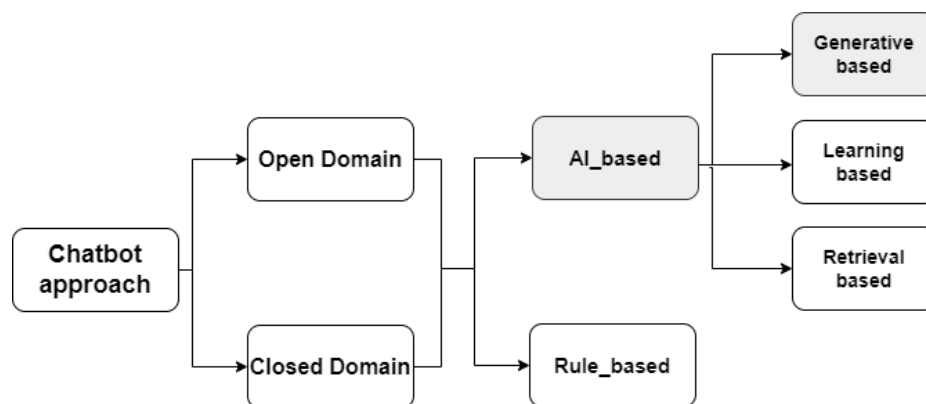 Chatbot
approach
Open Domain
Closed Domain
AI_based
Rule_based
Generative
based
Learning
based
Retrieval
based